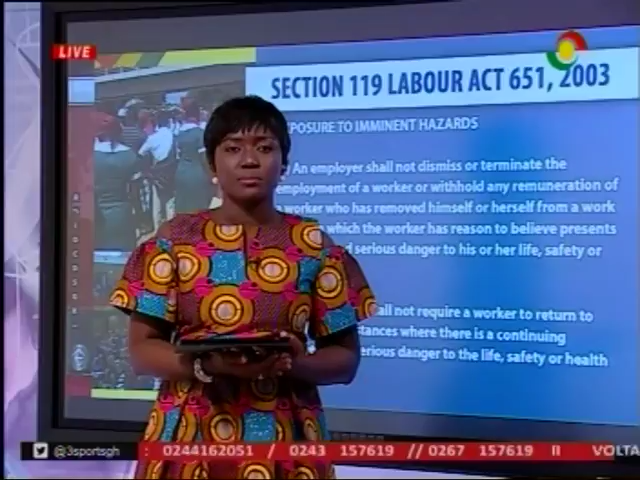 LIVE
SECTION 119 LABOUR ACT 651, 2003
POSURE TO IMMINENT HAZARDS
An employer shall not dismiss or terminate the
employment of a worker or withhold any remuneration of
worker who has removed himself or herself from a work
which the worker has reason to believe presents
serious danger to his or her life, safety or
all not require a worker to return to
tances where there is a continuing
erious danger to the life, safety or health
@3sportsgh : 0244162051 / 0243 157619 // 0267 157619 II VOLTA